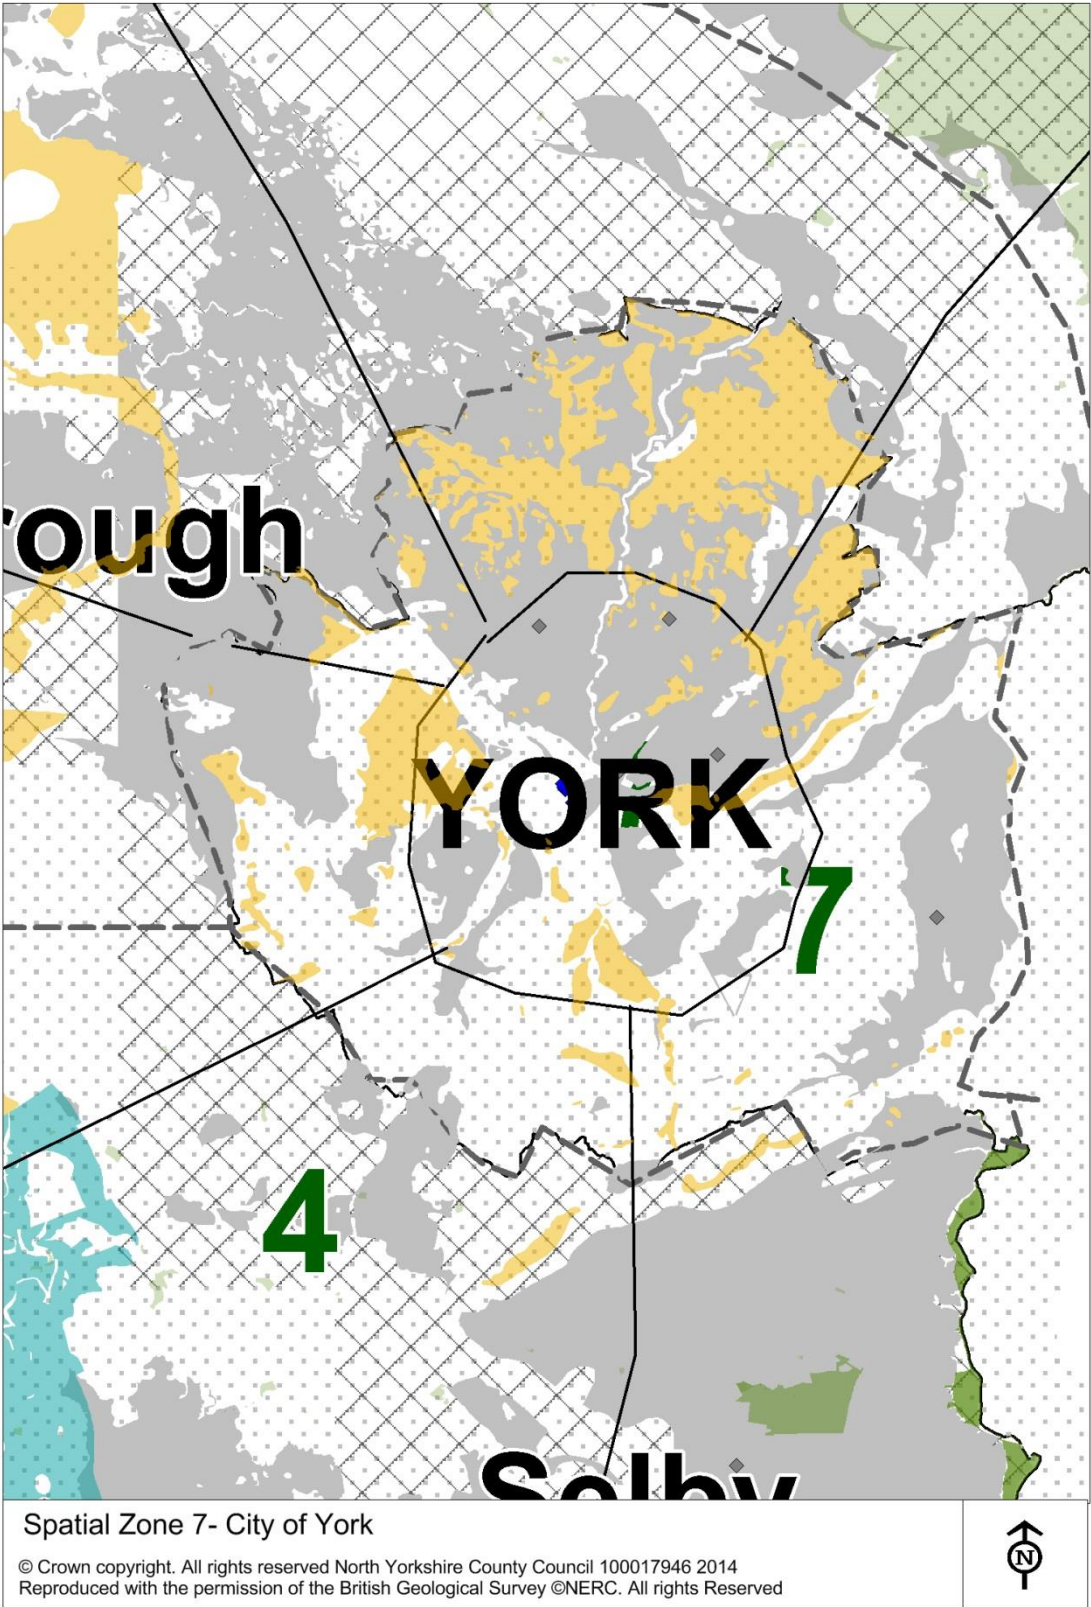 rough
YORK
7
4
Selby
Spatial Zone 7- City of York
© Crown copyright. All rights reserved North Yorkshire County Council 100017946 2014
Reproduced with the permission of the British Geological Survey ©NERC. All rights Reserved
N